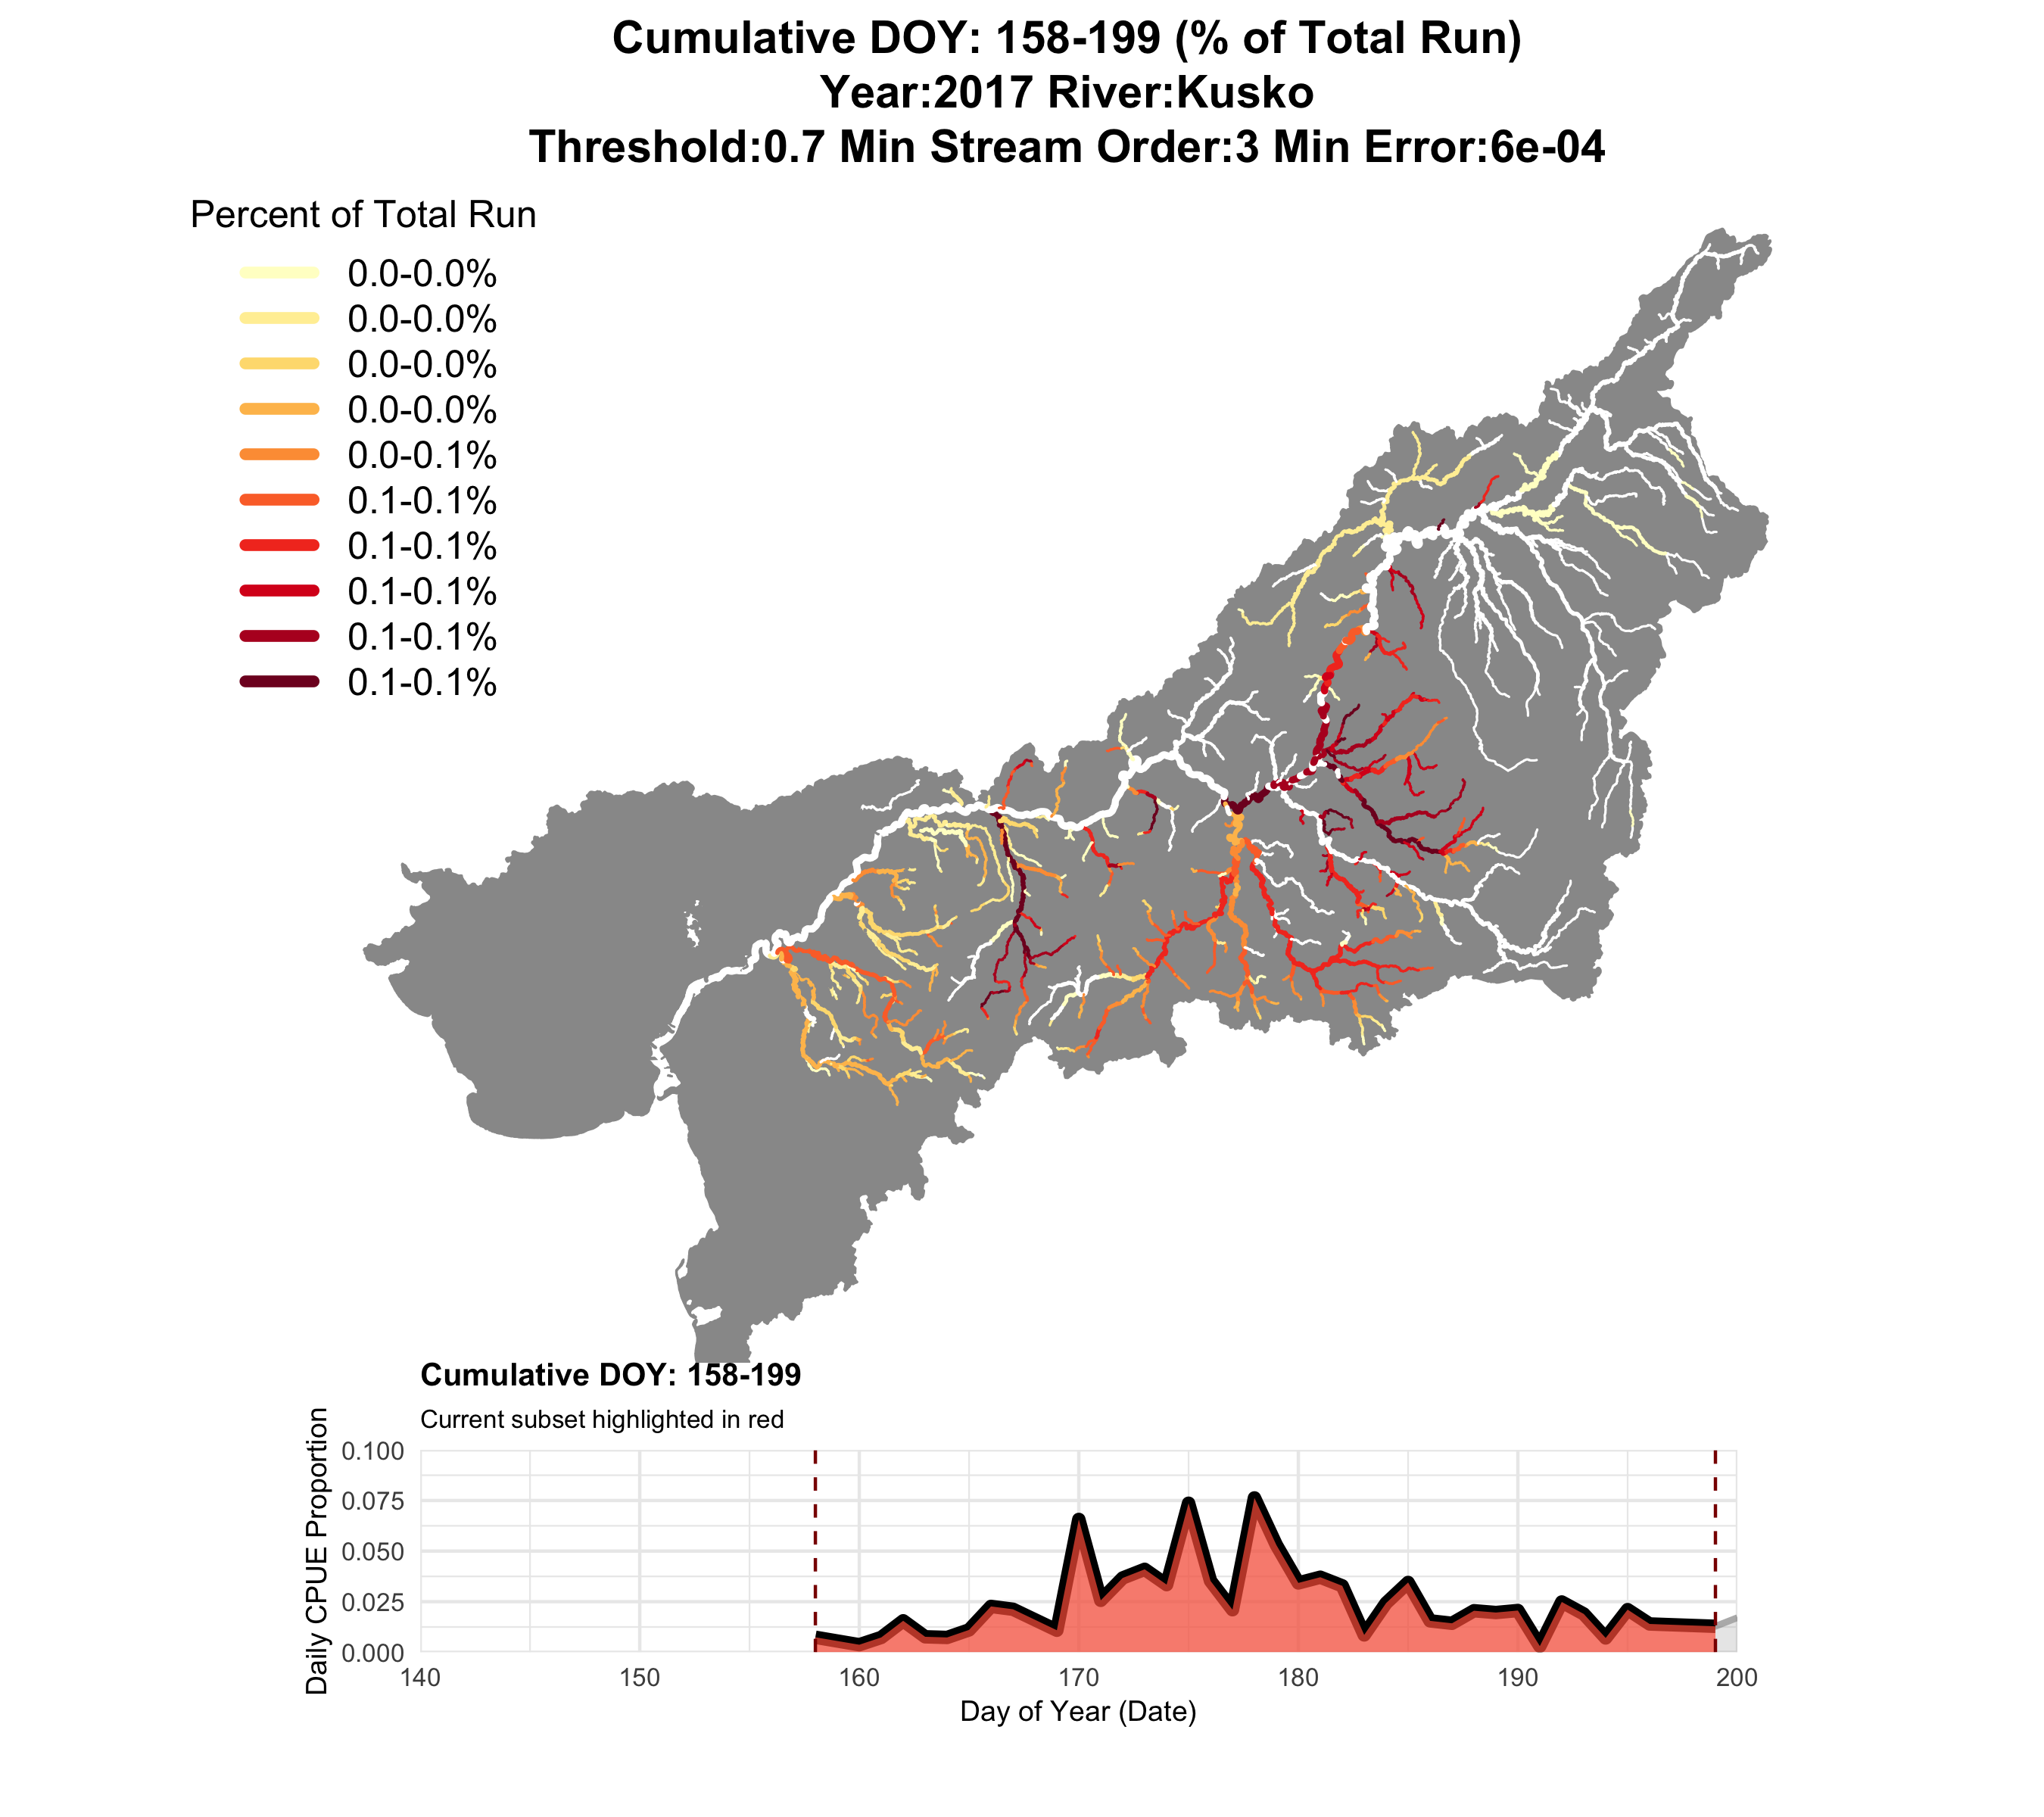 Cumulative DOY: 158-199 (% of Total Run)
Year:2017 River:Kusko
Threshold:0.7 Min Stream Order:3 Min Error:6e-04
Percent of Total Run
0.0-0.0%
0.0-0.0%
0.0-0.0%
0.0-0.0%
0.0-0.1%
0.1-0.1%
0.1-0.1%
0.1-0.1%
0.1-0.1%
0.1-0.1%
Cumulative DOY: 158-199
Current subset highlighted in red
Daily CPUE Proportion
0.100
0.075
0.050
0.025
0.000
140 150 160 170 180 190 200
Day of Year (Date)